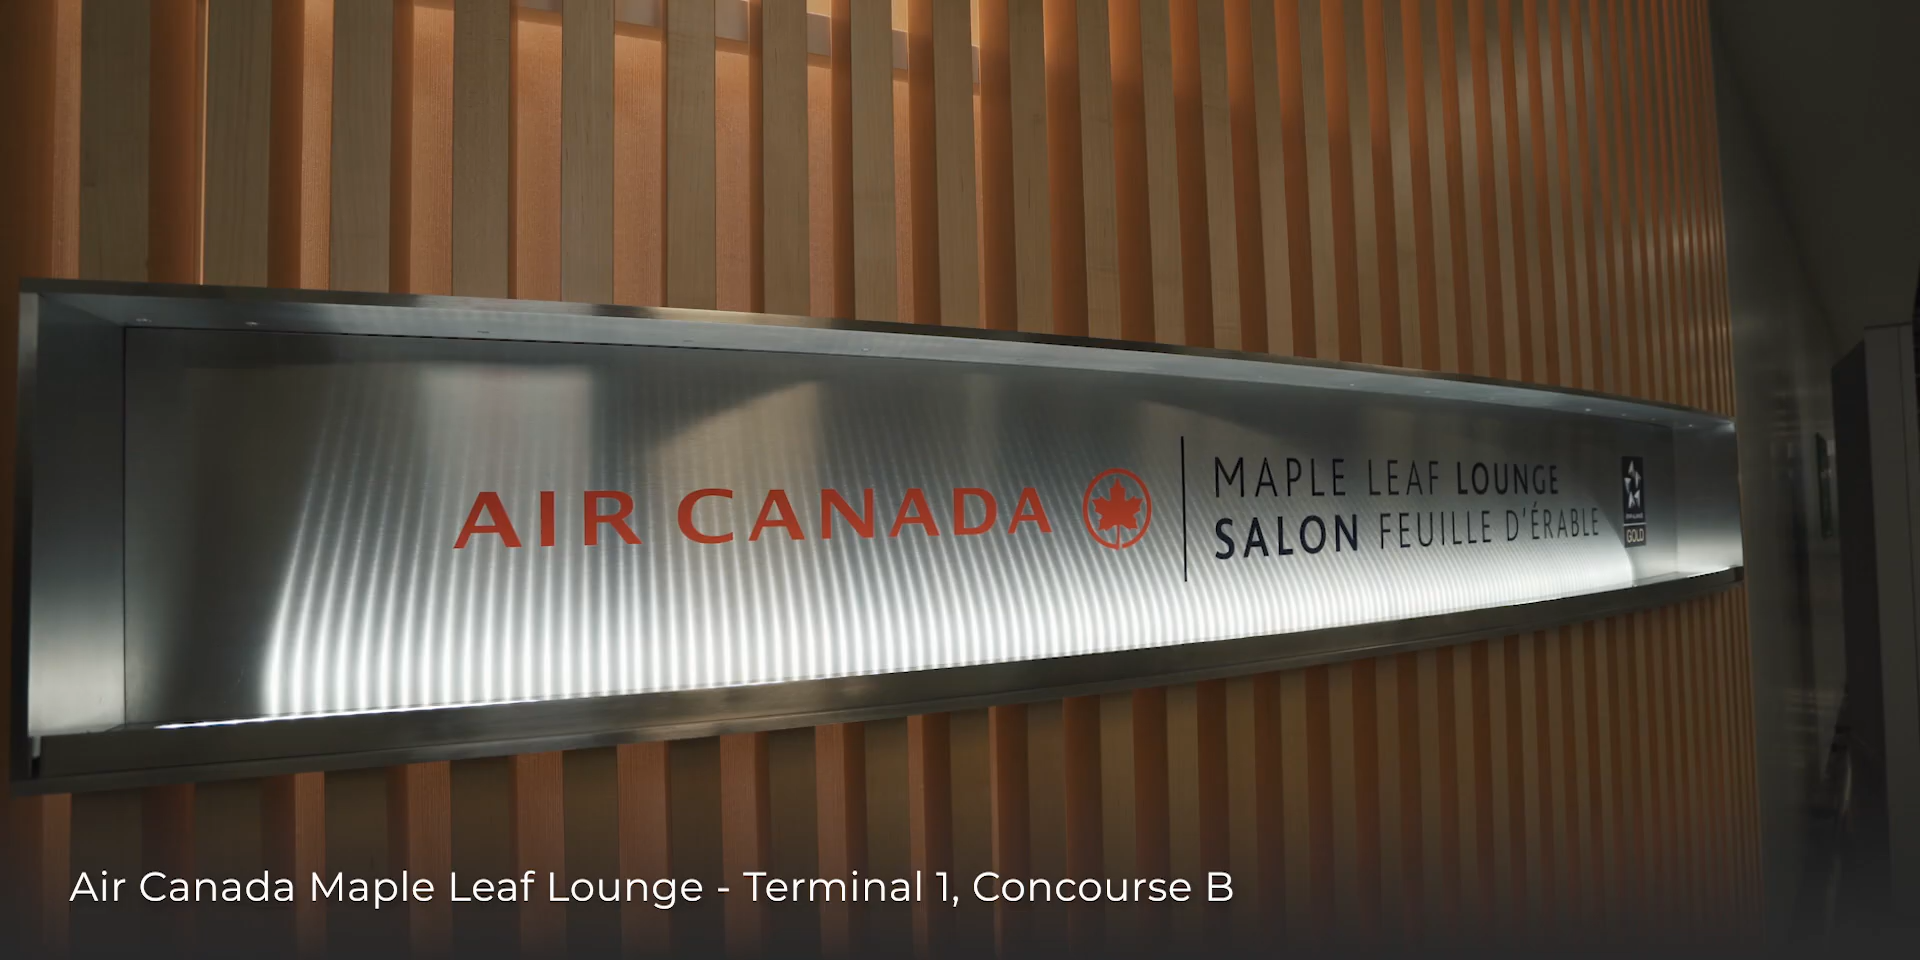 AIR CANADA
MAPLE LEAF LOUNGE
SALON FEUILLE D'ÉRABLE
GOLD
Air Canada Maple Leaf Lounge - Terminal 1, Concourse B